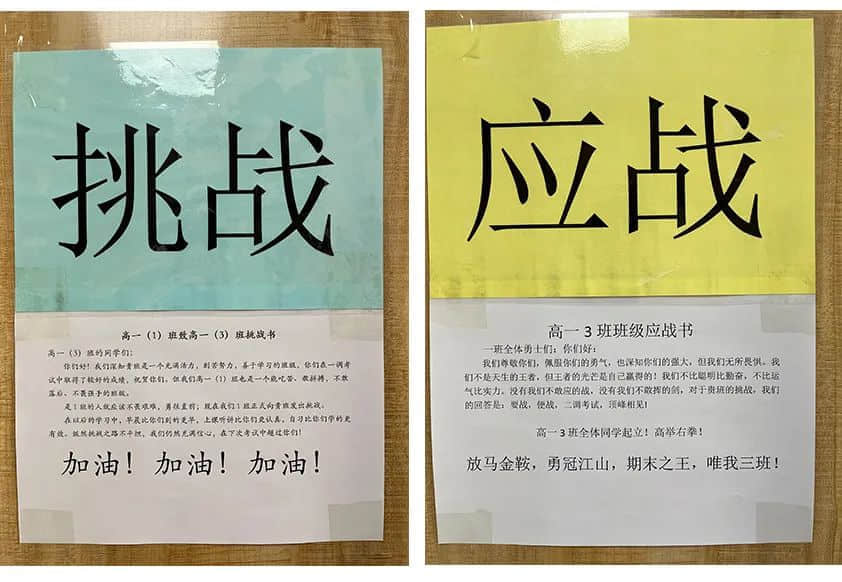 挑战
高一（1）班致高一（3）班挑战书
高一（3）班的同学们：
你们好！我们深知贵班是一个充满活力，刻苦努力，善于学习的班级，你们在一调考
试中取得了较好的成绩，祝贺你们，但我们高一（1）班也是一个能吃苦、敢拼搏，不甘
落后、不畏强手的班级。
是1班的人就应该不畏艰难，勇往直前；现在我们1班正式向贵班发出挑战。
在以后的学习中，早晨比你们到的更早，上课听讲比你们更认真，自习比你们学的更
有效。纵然挑战之路不平坦，我们仍然充满信心，在下次考试中超过你们！
加油！加油！加油！
应战
高一3班班级应战书
一班全体勇士们：你们好：
我们尊敬你们，佩服你们的勇气，也深知你们的强大，但我们无所畏惧。我
们不是天生的王者，但王者的光芒是自己赢得的！我们不比聪明比勤奋，不比运
气比实力。没有我们不敢应的战，没有我们不敢挥的剑，对于贵班的挑战，我们
的回答是：要战，便战，二调考试，顶峰相见!
高一3班全体同学起立！高举右拳！
放马金鞍，勇冠江山，期末之王，唯我三班！